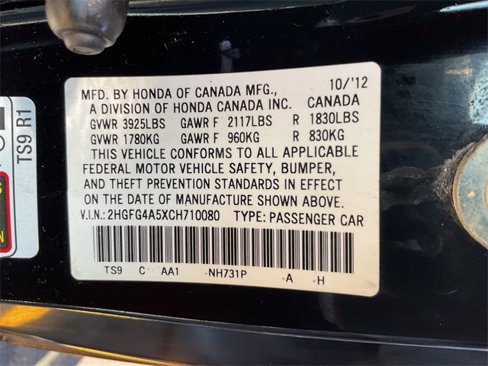 MFD. BY HONDA OF CANADA MFG., 10/'12
A DIVISION OF HONDA CANADA INC. CANADA
GVWR 3925LBS GAWR F 2117LBS R 1830LBS
GVWR 1780KG GAWR F 960KG R 830KG
THIS VEHICLE CONFORMS TO ALL APPLICABLE
FEDERAL MOTOR VEHICLE SAFETY, BUMPER,
AND THEFT PREVENTION STANDARDS IN EFFECT
ON THE DATE OF MANUFACTURE SHOWN ABOVE.
V.I.N.: 2HGFG4A5XCH710080 TYPE: PASSENGER CAR
TS9 C AA1 -NH731P -A -H
TS9 R1